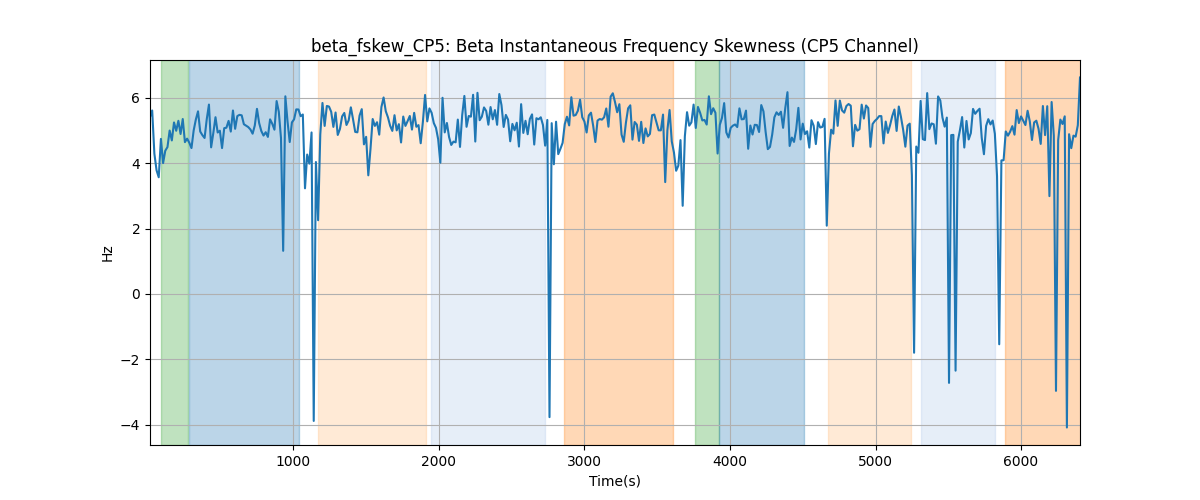 beta_fskew_CP5: Beta Instantaneous Frequency Skewness (CP5 Channel)
6
4
2
0
−2
−4
Hz
1000 2000 3000 4000 5000 6000
Time(s)